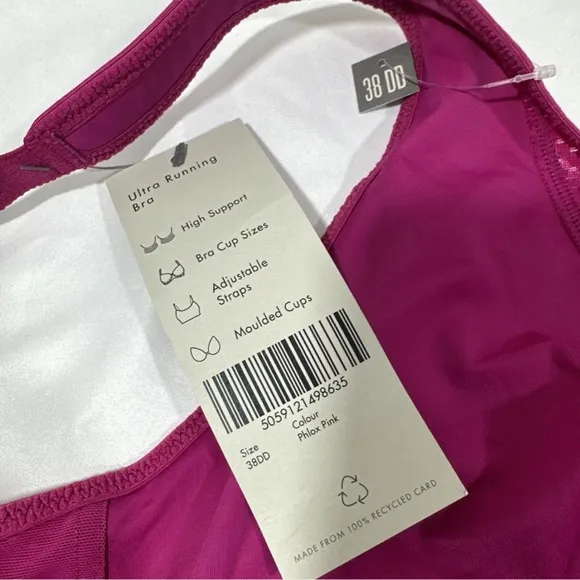 38 DD
Ultra Running
Bra
High Support
Bra Cup Sizes
Adjustable
Straps
Moulded Cups
5059121498635
Size
38DD
Colour
Phlox Pink
MADE FROM 100% RECYCLED CARD